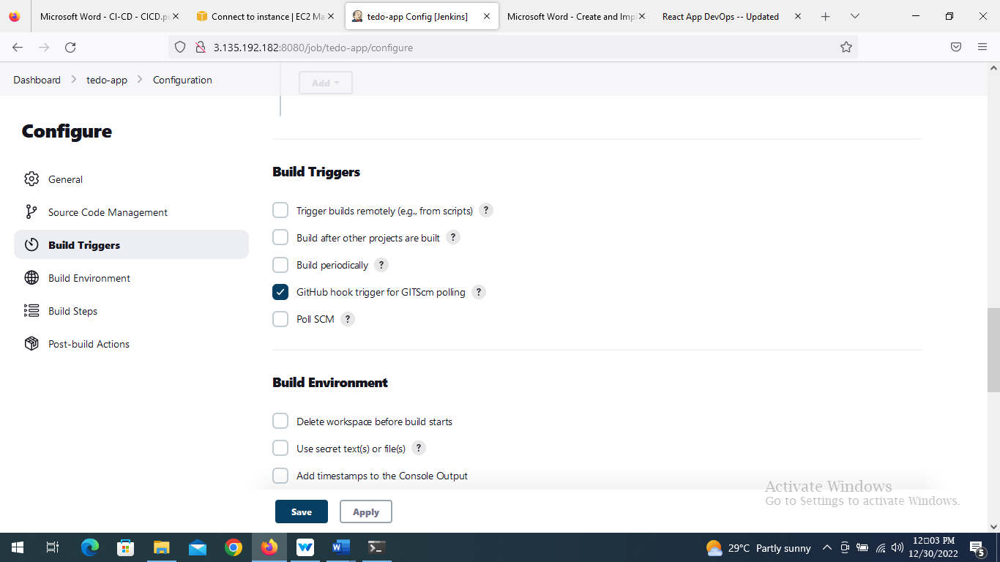 Microsoft Word - CI-CD - CICD.pe
Connect to instance | EC2 Ma
tedo-app Config [Jenkins]
Microsoft Word - Create and Impl
React App DevOps -- Updated
3.135.192.182:8080/job/tedo-app/configure
Dashboard
tedo-app
Configuration
Add
Configure
General
Source Code Management
Build Triggers
Build Environment
Build Steps
Post-build Actions
Build Triggers
Trigger builds remotely (e.g., from scripts) ?
Build after other projects are built ?
Build periodically ?
GitHub hook trigger for GITScm polling ?
Poll SCM ?
Build Environment
Delete workspace before build starts
Use secret text(s) or file(s) ?
Add timestamps to the Console Output
Save
Apply
Activate Windows
Go to Settings to activate Windows.
29°C Partly sunny
12▯03 PM
12/30/2022
5